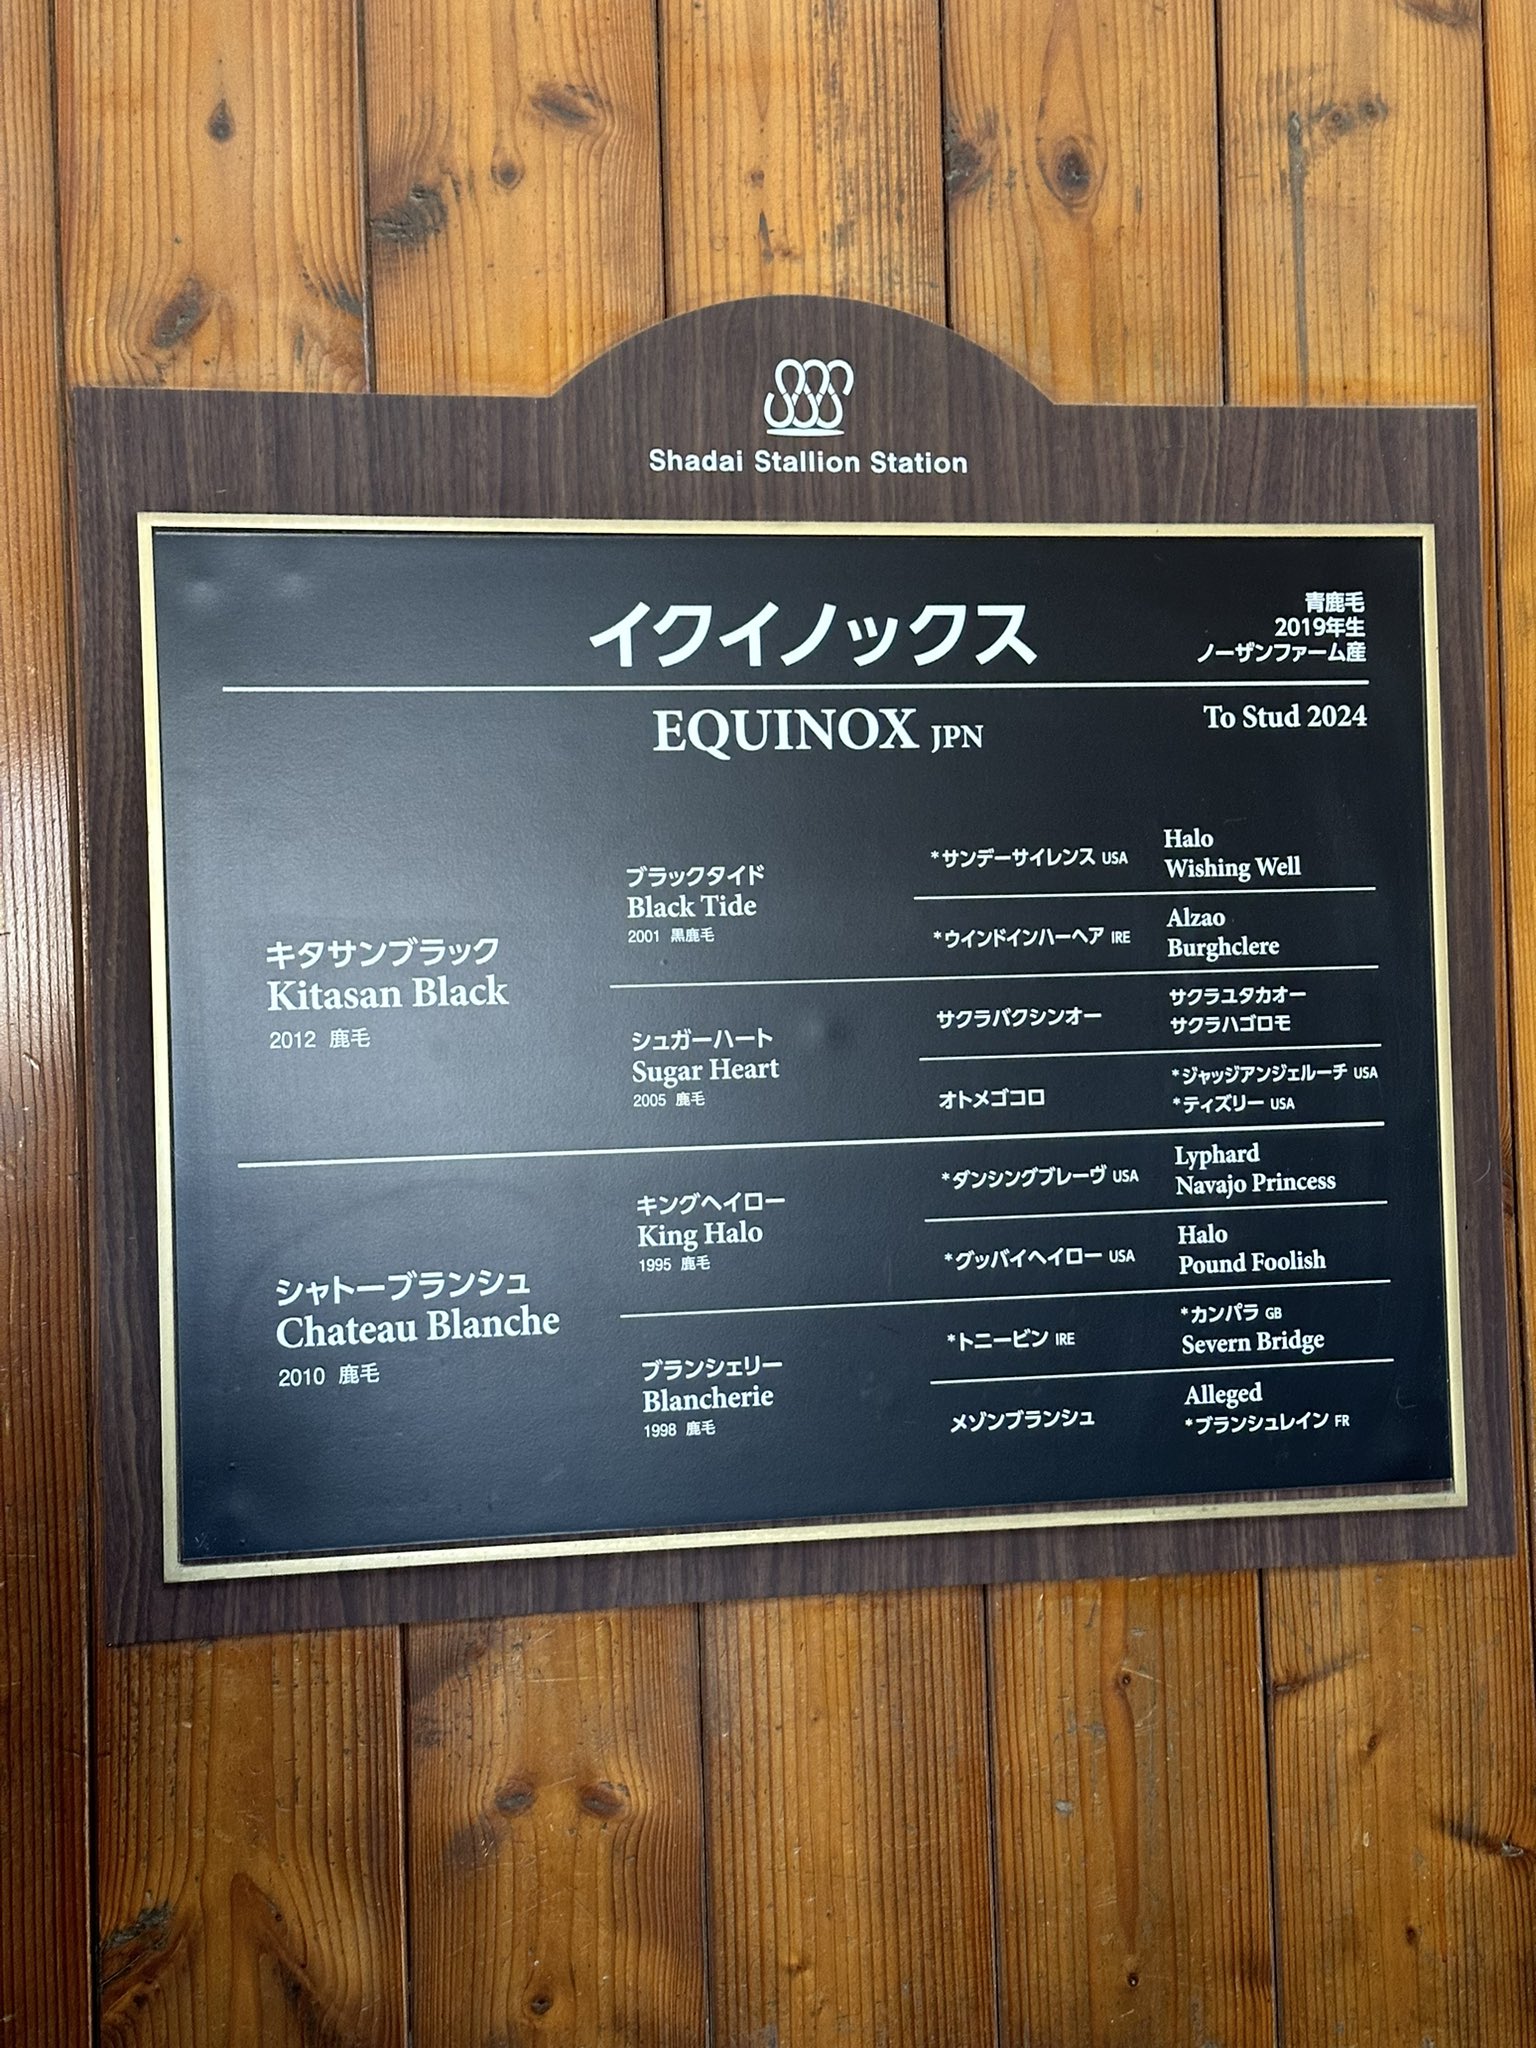 Shadai Stallion Station
イクイノックス
青鹿毛
2019年生
ノーザンファーム産
EQUINOX JPN
To Stud 2024
キタサンブラック
Kitasan Black
2012 鹿毛
ブラックタイド
Black Tide
2001 黒鹿毛
*サンデーサイレンス USA
Halo
Wishing Well
*ウインドインハーヘア IRE
Alzao
Burghclere
シュガーハート
Sugar Heart
2005 鹿毛
サクラバクシンオー
サクラユタカオー
サクラハゴロモ
オトメゴコロ
*ジャッジアンジェルーチ USA
*ティズリー USA
シャトーブランシュ
Chateau Blanche
2010 鹿毛
キングヘイロー
King Halo
1995 鹿毛
*ダンシングブレーヴ USA
Lyphard
Navajo Princess
*グッバイヘイロー USA
Halo
Pound Foolish
ブランシェリー
Blancherie
1998 鹿毛
*トニービン IRE
*カンパラ GB
Severn Bridge
メゾンブランシュ
Alleged
*ブランシュレイン FR